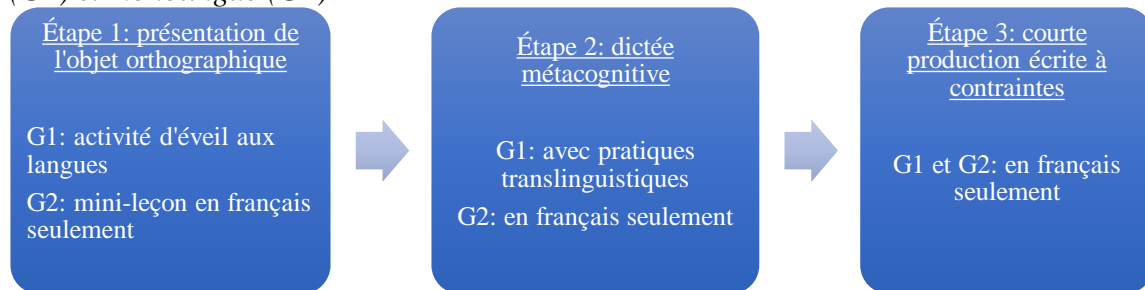 Étape 1: présentation de
l'objet orthographique
G1: activité d'éveil aux
langues
G2: mini-leçon en français
seulement
Étape 2: dictée
métacognitive
G1: avec pratiques
translinguistiques
G2: en français seulement
Étape 3: courte
production écrite à
contraintes
G1 et G2: en français
seulement